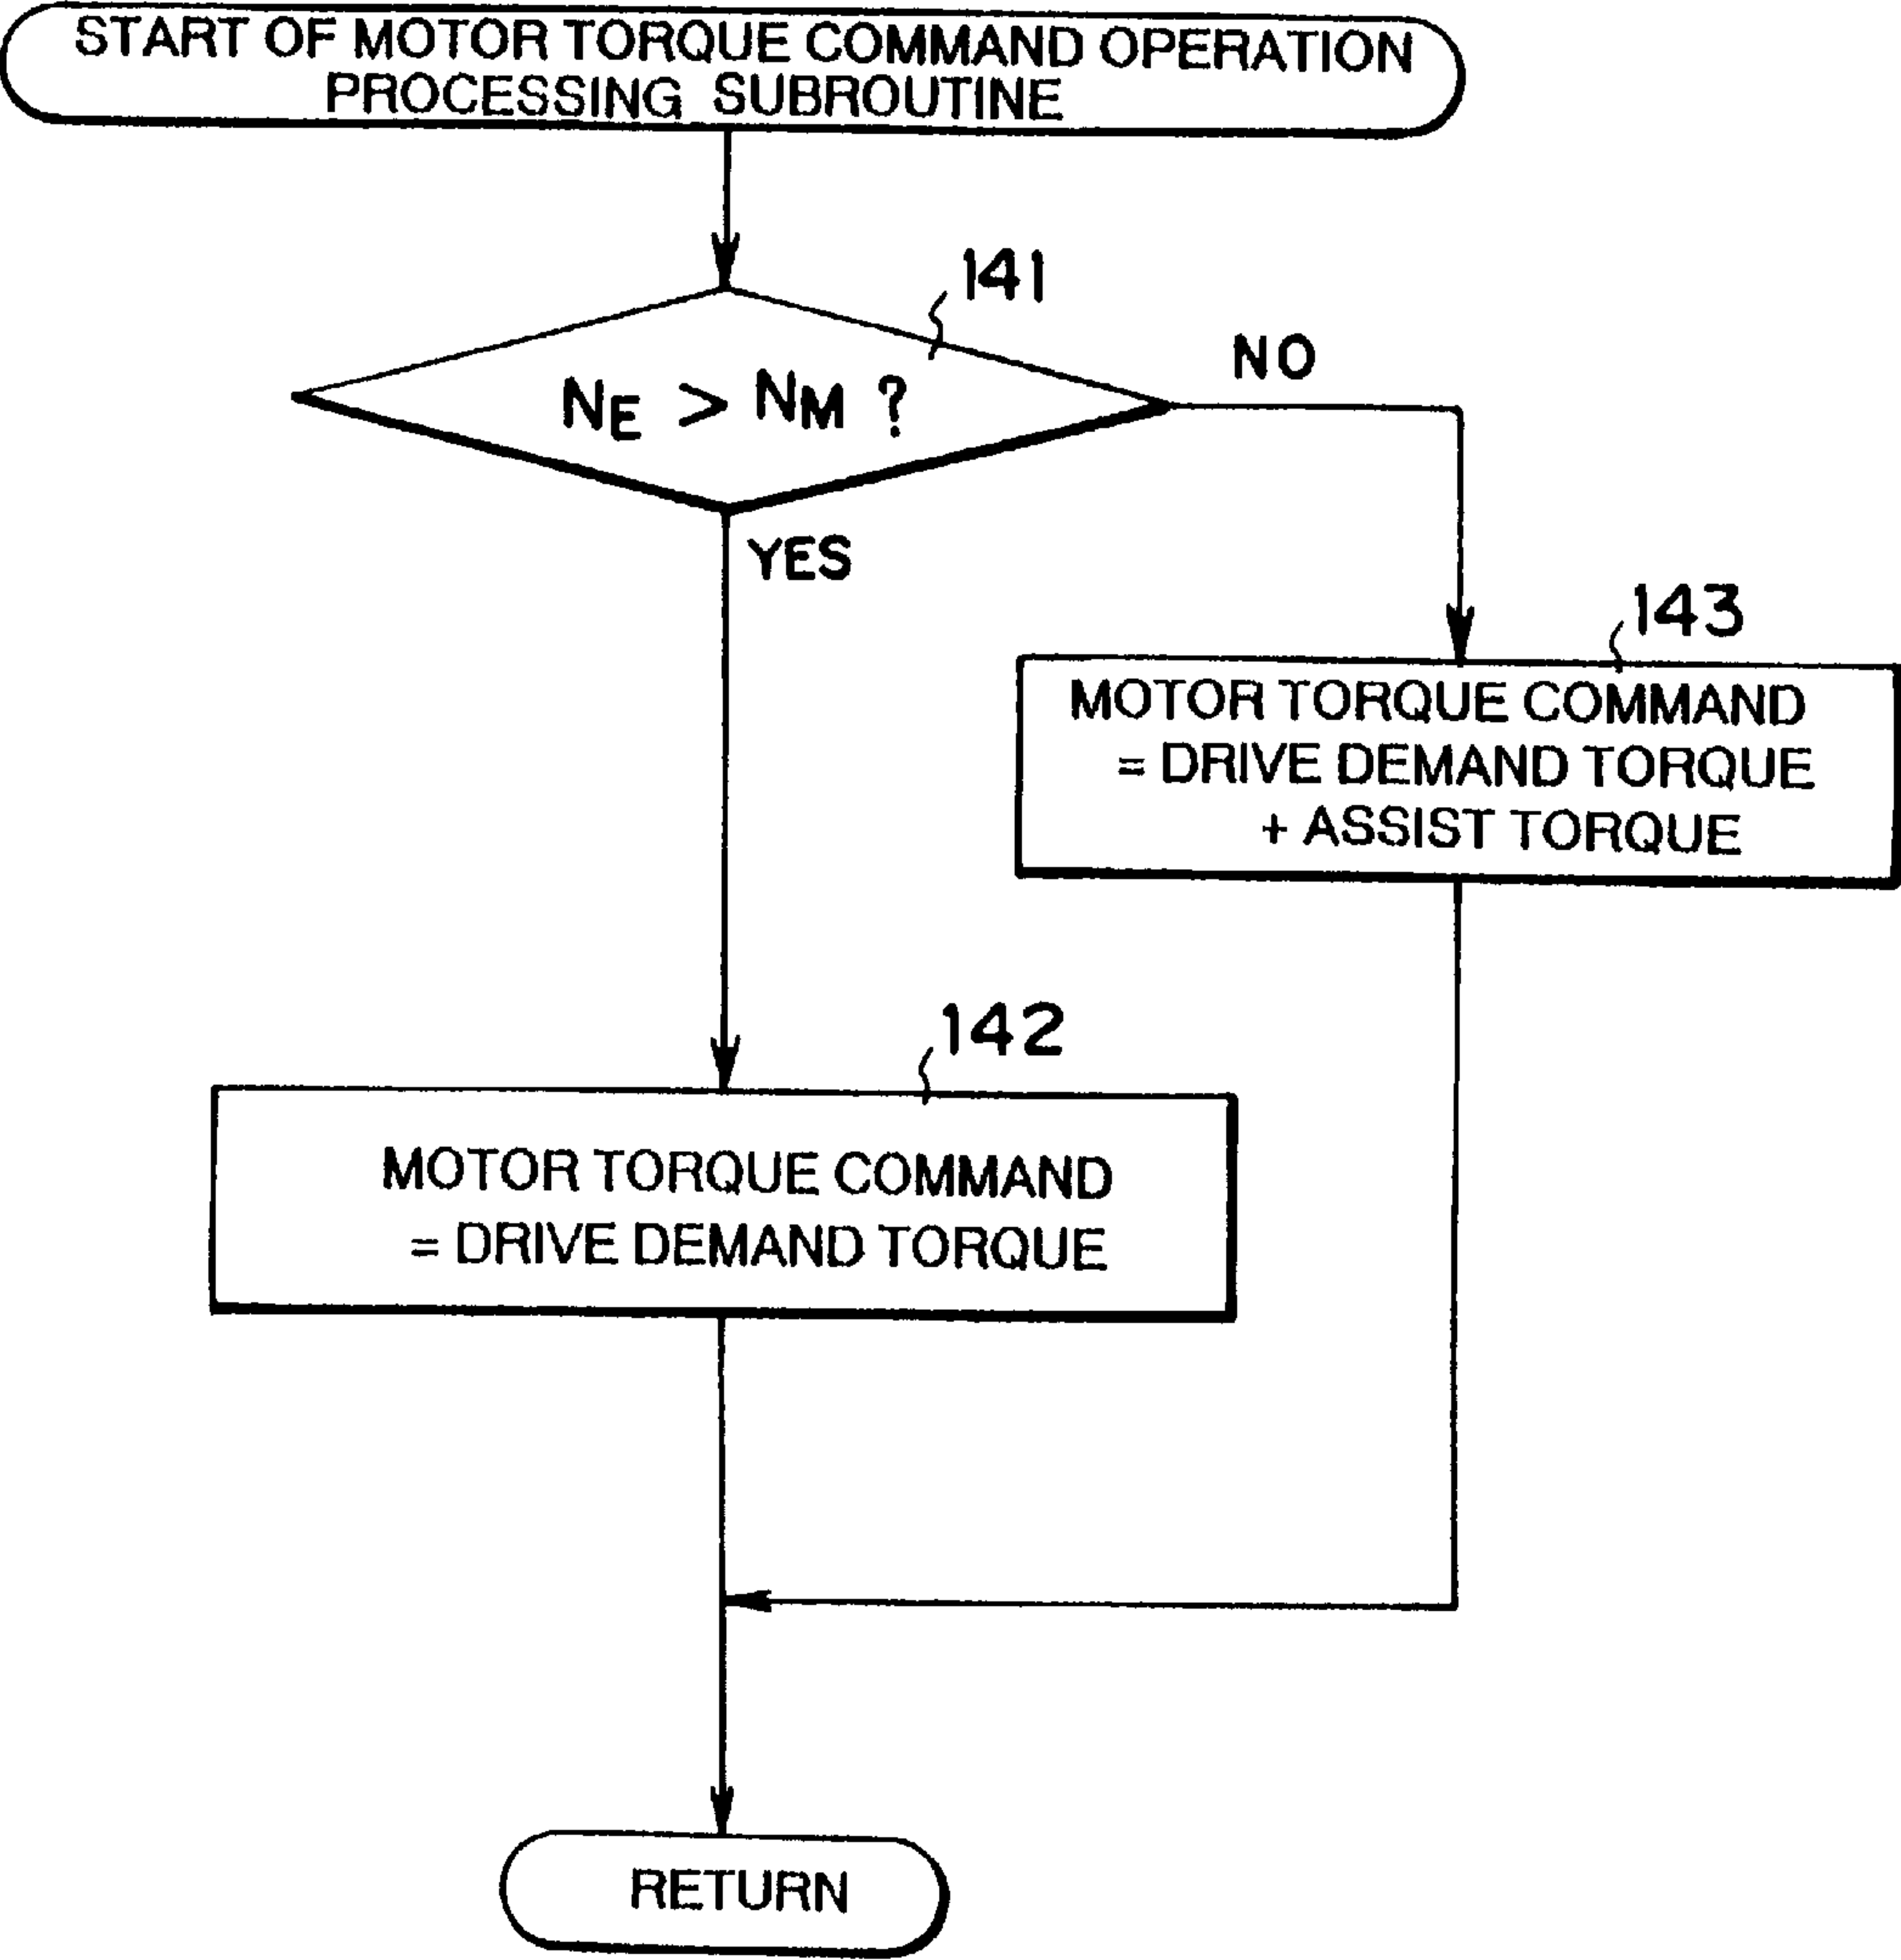 START OF MOTOR TORQUE COMMAND OPERATION
PROCESSING SUBROUTINE
141
NE > NM ?
NO
YES
143
MOTOR TORQUE COMMAND
= DRIVE DEMAND TORQUE
+ ASSIST TORQUE
142
MOTOR TORQUE COMMAND
= DRIVE DEMAND TORQUE
RETURN